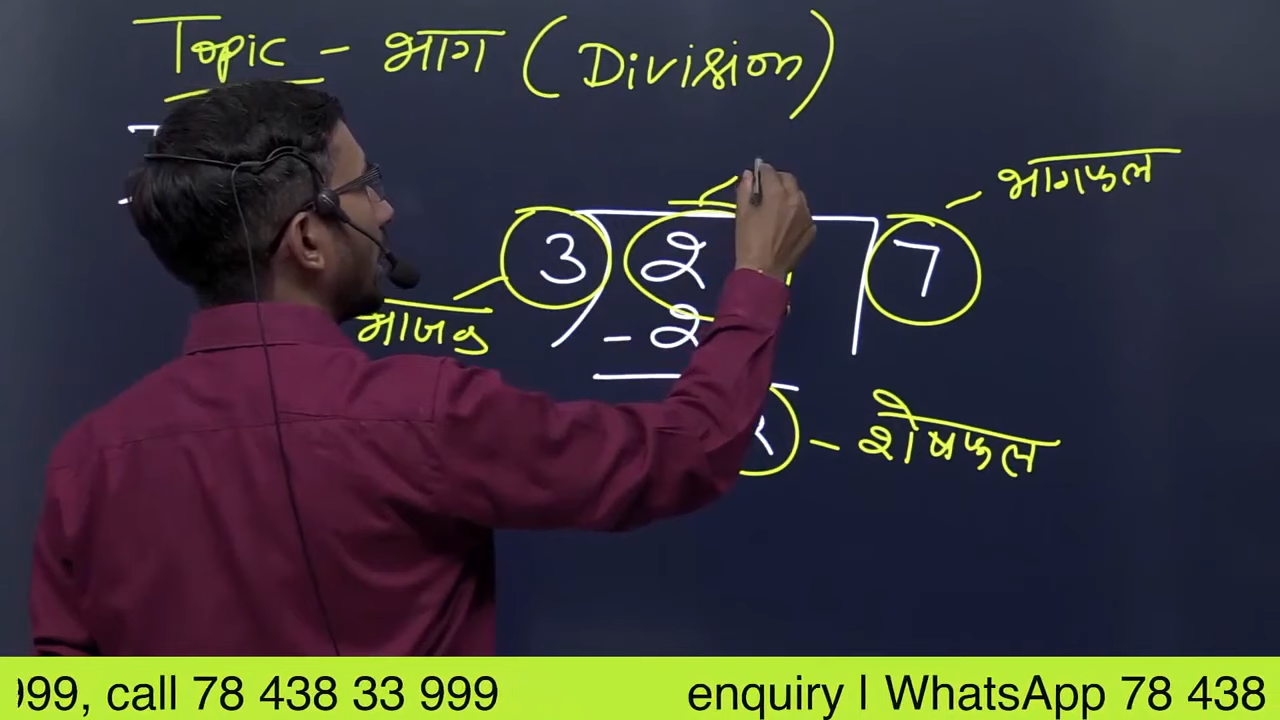 Topic - भाग (Division)
भागफल
3 2 7
भाजक
- 2
- शेषफल
999, call 78 438 33 999 enquiry | WhatsApp 78 438